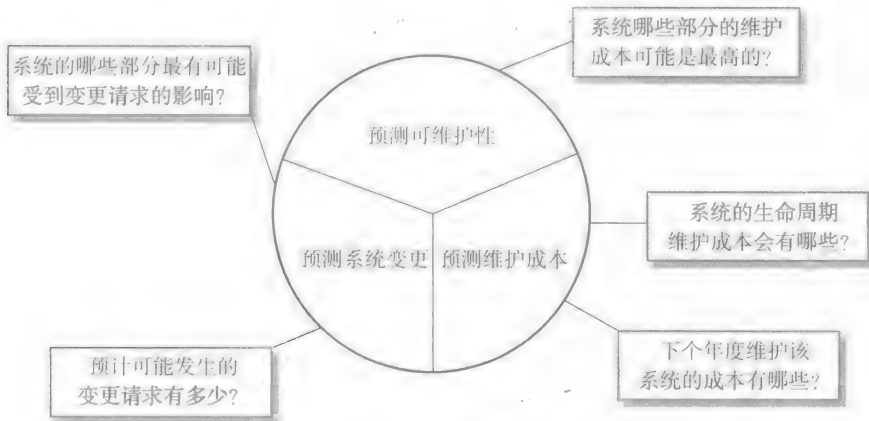 系统哪些部分的维护
成本可能是最高的?
系统的哪些部分最有可能
受到变更请求的影响?
预测可维护性
系统的生命周期
维护成本会有哪些?
预测系统变更
预测维护成本
下个年度维护该
系统的成本有哪些?
预计可能发生的
变更请求有多少?